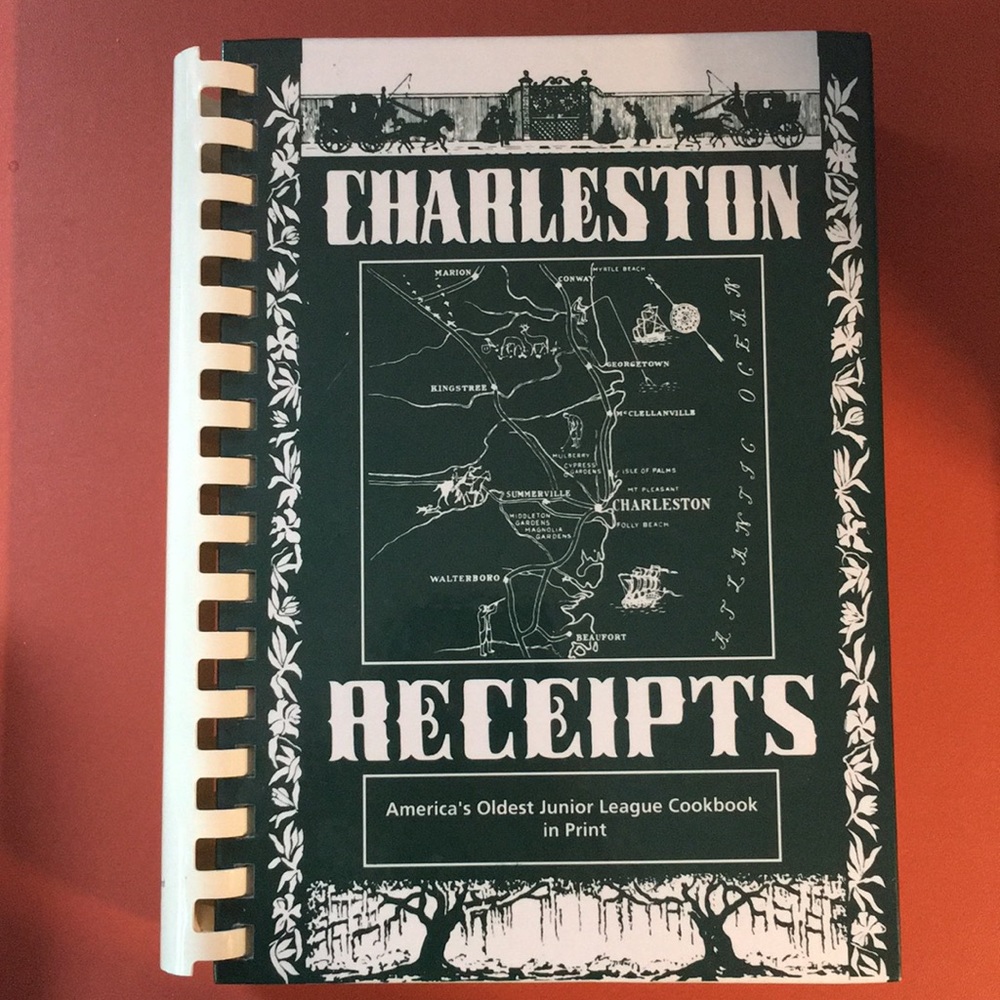 CHARLESTON
MARION
CONWAY
MYRTLE BEACH
GEORGETOWN
KINGSTREE
McCLELLANVILLE
MULBERRY
CYPRESS
GARDENS
ISLE OF PALMS
MT PLEASANT
SUMMERVILLE
CHARLESTON
MIDDLETON
GARDENS
MAGNOLIA
GARDENS
FOLLY BEACH
WALTERBORO
BEAUFORT
ATLANTIC OCEAN
RECEIPTS
America's Oldest Junior League Cookbook
in Print